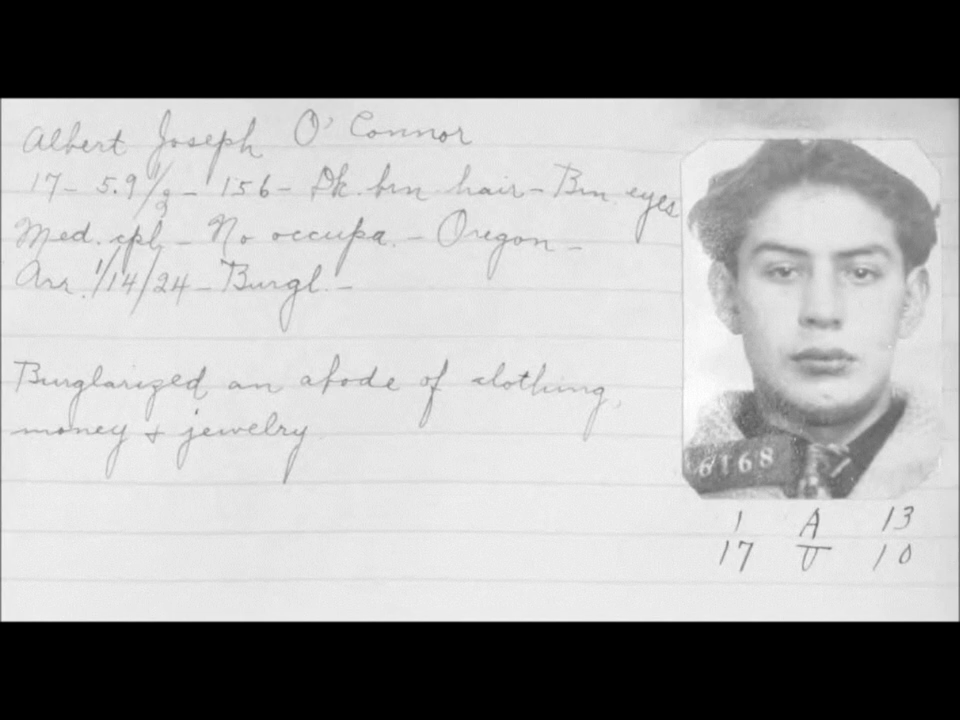 Albert Joseph O'Connor
17- 5.9 1/2 - 156 - Dk. brn hair - Brn. eyes
Med. cpl. - No occupa. - Oregon -
Arr. 1/14/24 - Burgl. -
Burglarized an abode of clothing,
money & jewelry
6168
1 A 13
17 U 10